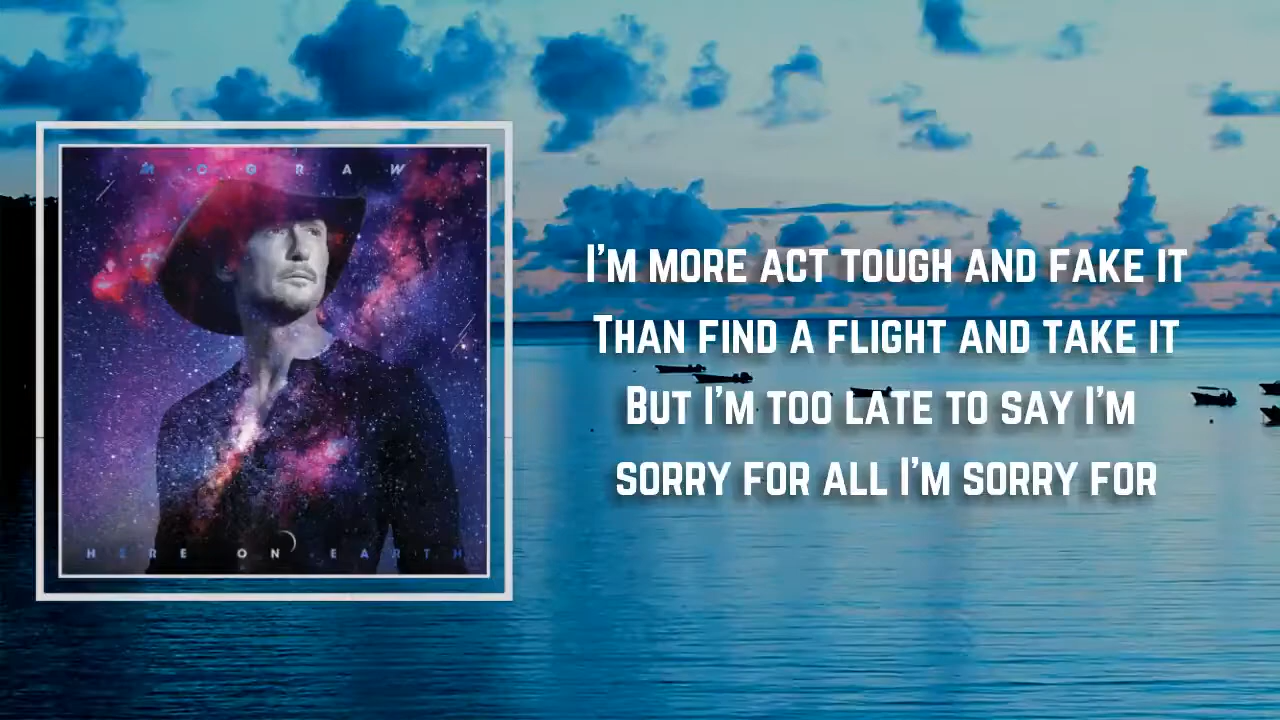 MCGRAW
HERE ON EARTH
I'M MORE ACT TOUGH AND FAKE IT
THAN FIND A FLIGHT AND TAKE IT
BUT I'M TOO LATE TO SAY I'M
SORRY FOR ALL I'M SORRY FOR